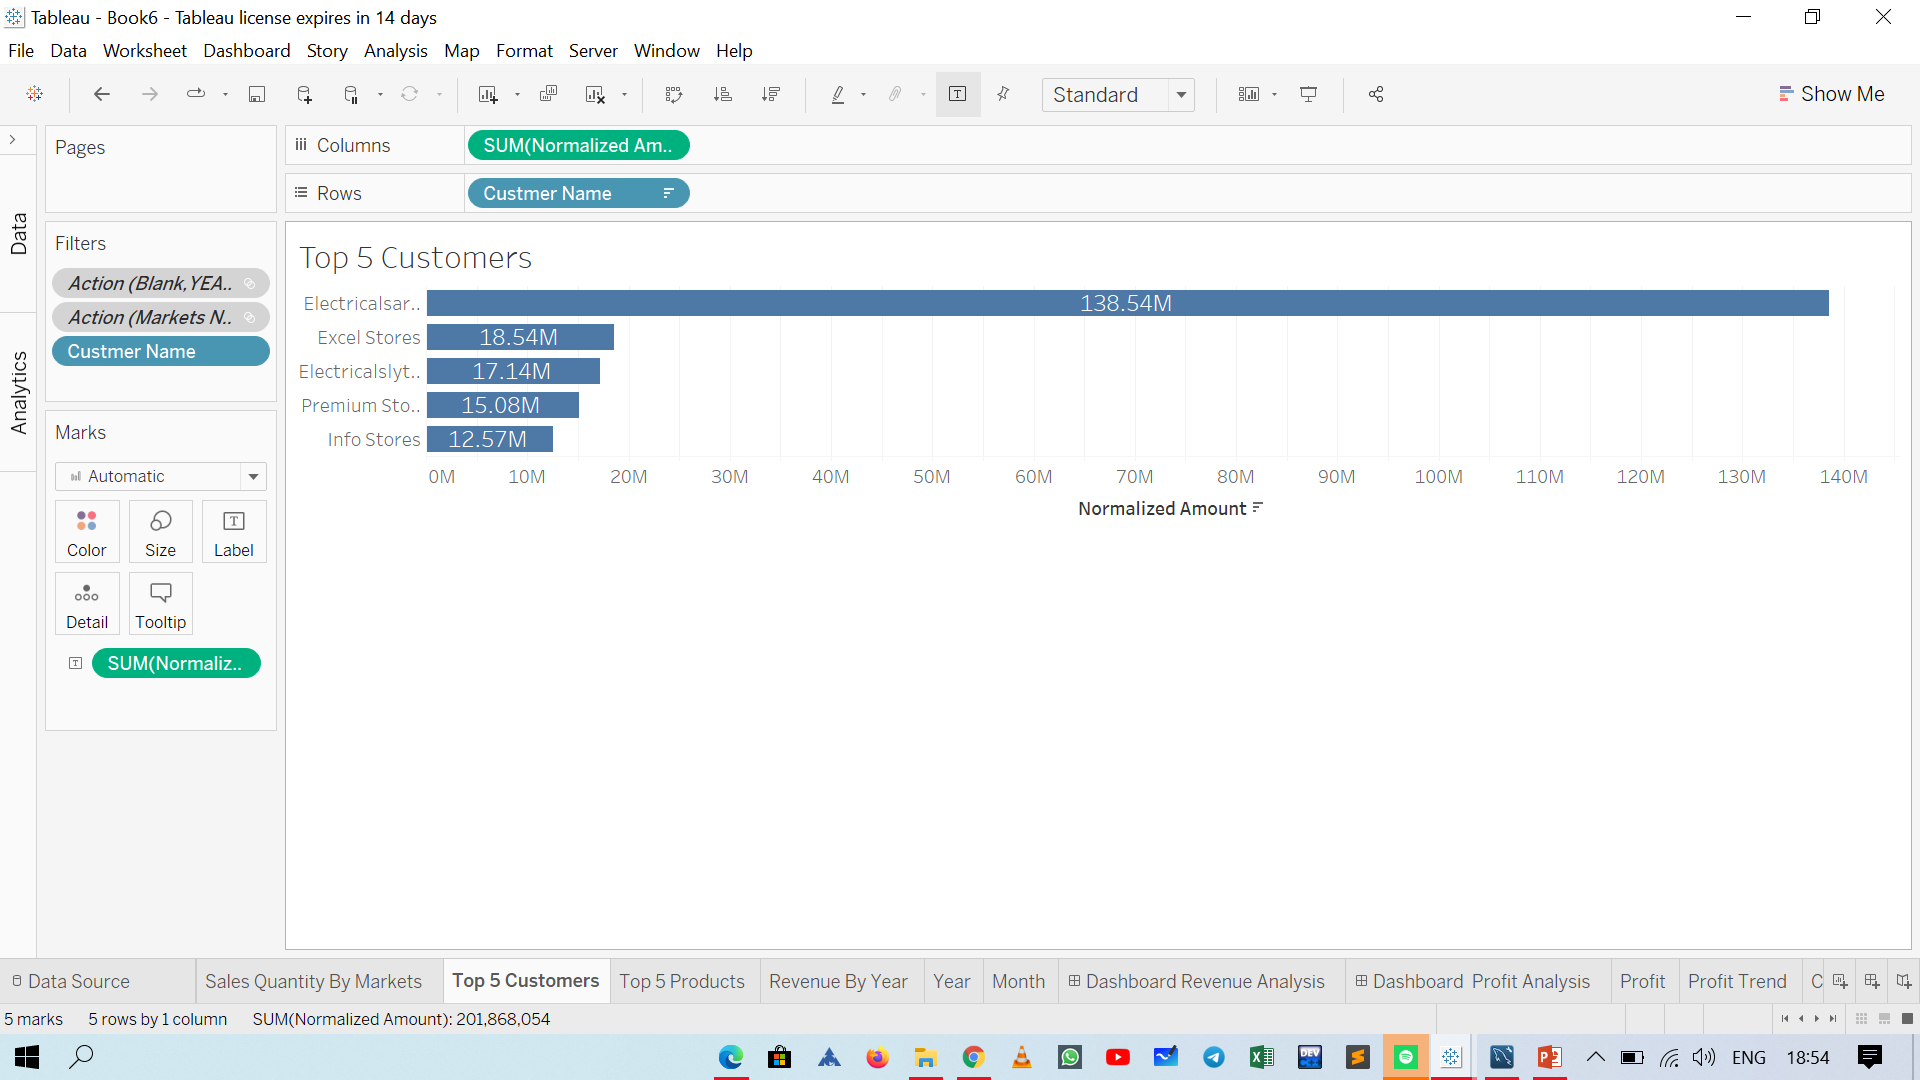 Tableau - Book6 - Tableau license expires in 14 days
File Data Worksheet Dashboard Story Analysis Map Format Server Window Help
Standard
Show Me
Pages
Columns
SUM(Normalized Am..
Rows
Custmer Name
Data
Analytics
Filters
Action (Blank,YEA..
Action (Markets N..
Custmer Name
Marks
Automatic
Color Size Label
Detail Tooltip
T SUM(Normaliz..
Top 5 Customers
Electricalsar.. 138.54M
Excel Stores 18.54M
Electricalslyt.. 17.14M
Premium Sto.. 15.08M
Info Stores 12.57M
0M 10M 20M 30M 40M 50M 60M 70M 80M 90M 100M 110M 120M 130M 140M
Normalized Amount
Data Source Sales Quantity By Markets Top 5 Customers Top 5 Products Revenue By Year Year Month Dashboard Revenue Analysis Dashboard Profit Analysis Profit Profit Trend C
5 marks 5 rows by 1 column SUM(Normalized Amount): 201,868,054
DEV
ENG 18:54